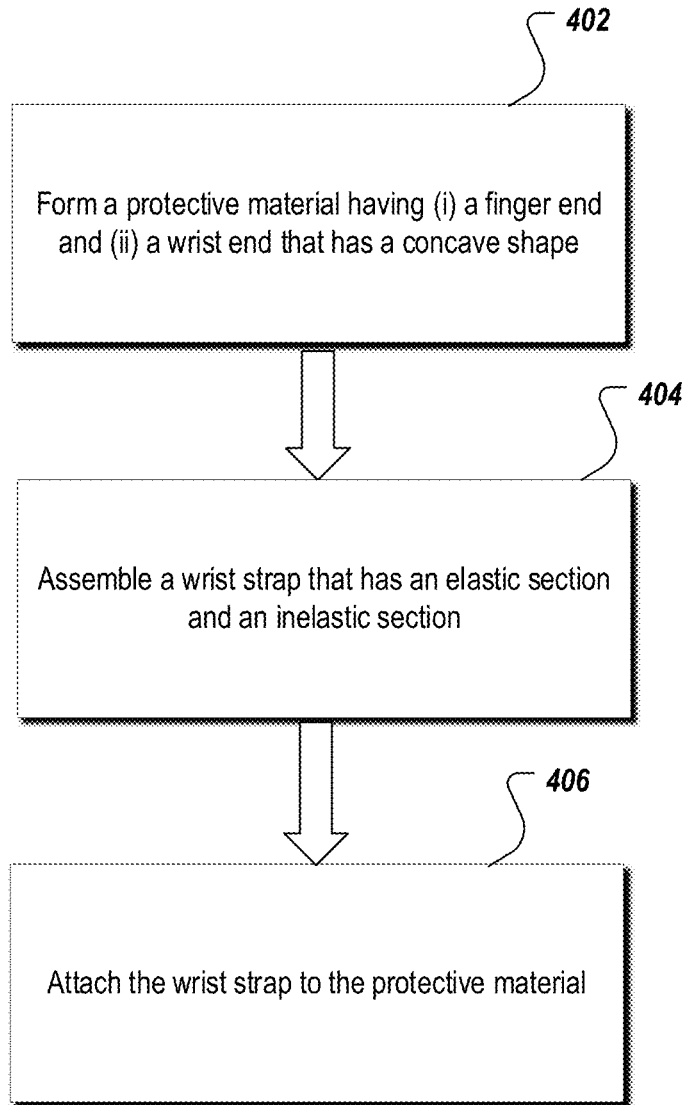 402
Form a protective material having (i) a finger end
and (ii) a wrist end that has a concave shape
404
Assemble a wrist strap that has an elastic section
and an inelastic section
406
Attach the wrist strap to the protective material